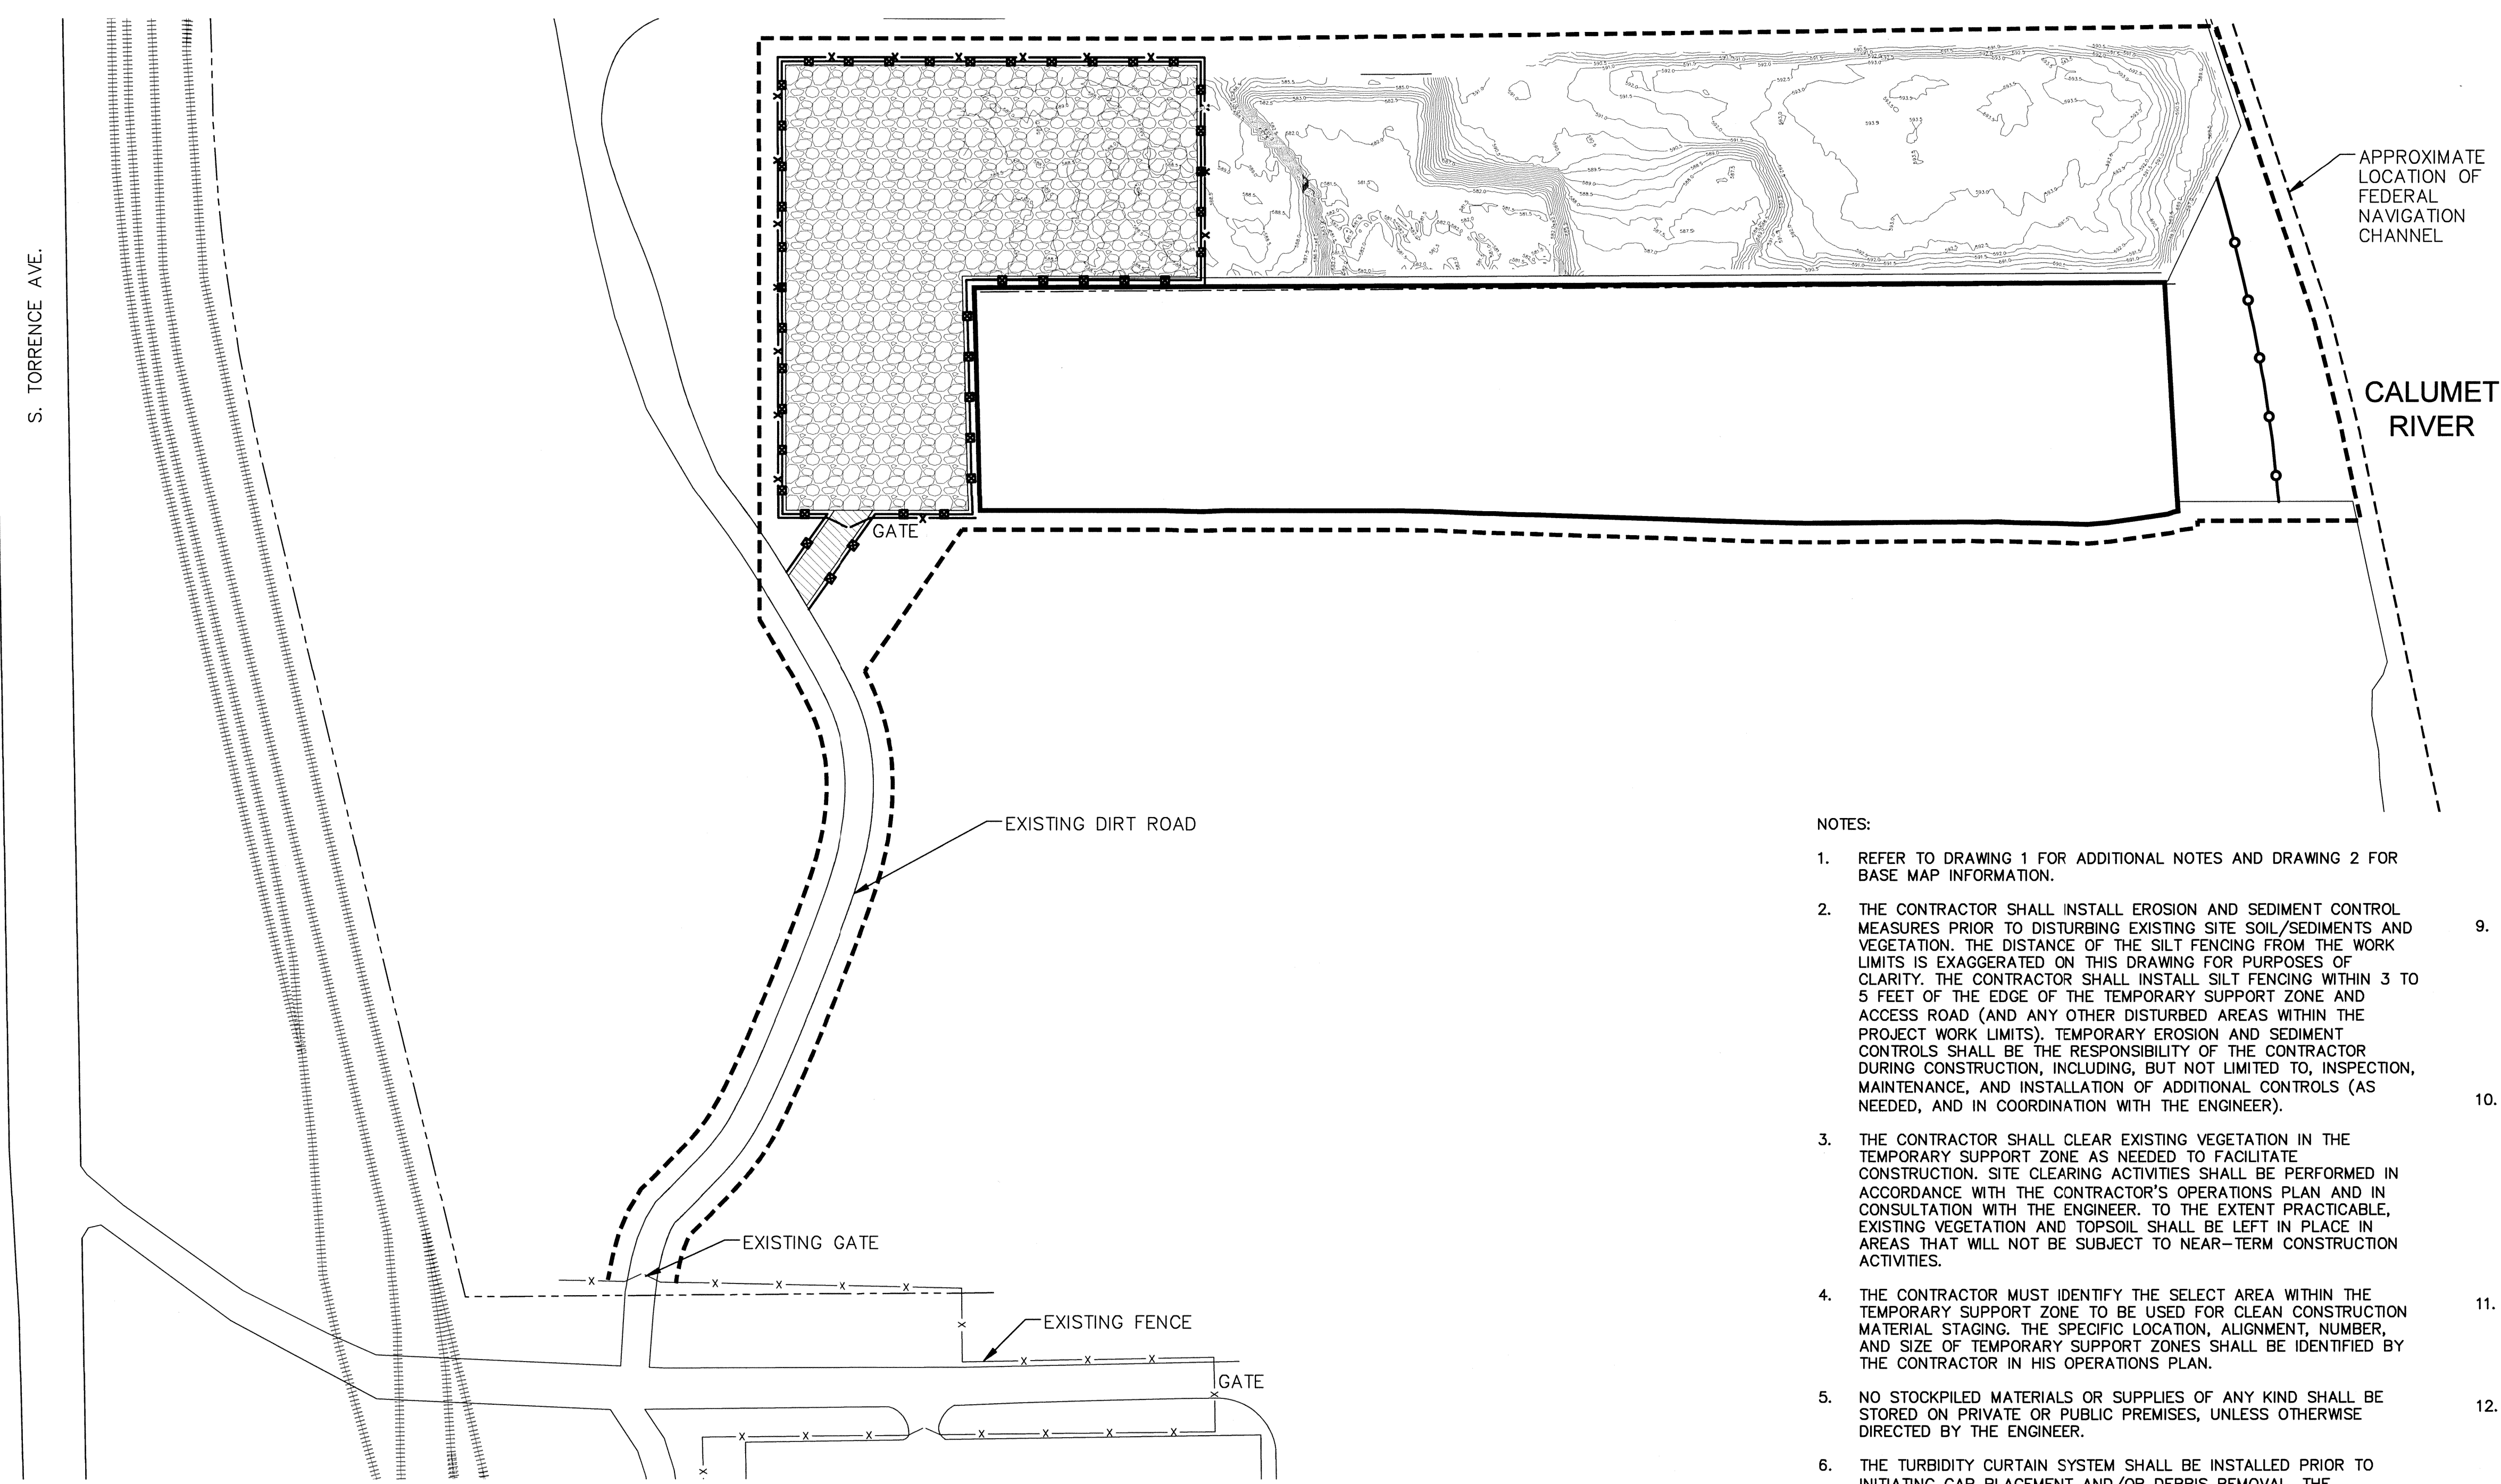 S. TORRENCE AVE.
APPROXIMATE
LOCATION OF
FEDERAL
NAVIGATION
CHANNEL
CALUMET
RIVER
GATE
EXISTING DIRT ROAD
EXISTING GATE
EXISTING FENCE
GATE
NOTES:
1. REFER TO DRAWING 1 FOR ADDITIONAL NOTES AND DRAWING 2 FOR
BASE MAP INFORMATION.
2. THE CONTRACTOR SHALL INSTALL EROSION AND SEDIMENT CONTROL
MEASURES PRIOR TO DISTURBING EXISTING SITE SOIL/SEDIMENTS AND
VEGETATION. THE DISTANCE OF THE SILT FENCING FROM THE WORK
LIMITS IS EXAGGERATED ON THIS DRAWING FOR PURPOSES OF
CLARITY. THE CONTRACTOR SHALL INSTALL SILT FENCING WITHIN 3 TO
5 FEET OF THE EDGE OF THE TEMPORARY SUPPORT ZONE AND
ACCESS ROAD (AND ANY OTHER DISTURBED AREAS WITHIN THE
PROJECT WORK LIMITS). TEMPORARY EROSION AND SEDIMENT
CONTROLS SHALL BE THE RESPONSIBILITY OF THE CONTRACTOR
DURING CONSTRUCTION, INCLUDING, BUT NOT LIMITED TO, INSPECTION,
MAINTENANCE, AND INSTALLATION OF ADDITIONAL CONTROLS (AS
NEEDED, AND IN COORDINATION WITH THE ENGINEER).
3. THE CONTRACTOR SHALL CLEAR EXISTING VEGETATION IN THE
TEMPORARY SUPPORT ZONE AS NEEDED TO FACILITATE
CONSTRUCTION. SITE CLEARING ACTIVITIES SHALL BE PERFORMED IN
ACCORDANCE WITH THE CONTRACTOR'S OPERATIONS PLAN AND IN
CONSULTATION WITH THE ENGINEER. TO THE EXTENT PRACTICABLE,
EXISTING VEGETATION AND TOPSOIL SHALL BE LEFT IN PLACE IN
AREAS THAT WILL NOT BE SUBJECT TO NEAR-TERM CONSTRUCTION
ACTIVITIES.
4. THE CONTRACTOR MUST IDENTIFY THE SELECT AREA WITHIN THE
TEMPORARY SUPPORT ZONE TO BE USED FOR CLEAN CONSTRUCTION
MATERIAL STAGING. THE SPECIFIC LOCATION, ALIGNMENT, NUMBER,
AND SIZE OF TEMPORARY SUPPORT ZONES SHALL BE IDENTIFIED BY
THE CONTRACTOR IN HIS OPERATIONS PLAN.
5. NO STOCKPILED MATERIALS OR SUPPLIES OF ANY KIND SHALL BE
STORED ON PRIVATE OR PUBLIC PREMISES, UNLESS OTHERWISE
DIRECTED BY THE ENGINEER.
6. THE TURBIDITY CURTAIN SYSTEM SHALL BE INSTALLED PRIOR TO
INITIATING CAP PLACEMENT AND/OR DEBRIS REMOVAL. THE
9.
10.
11.
12.